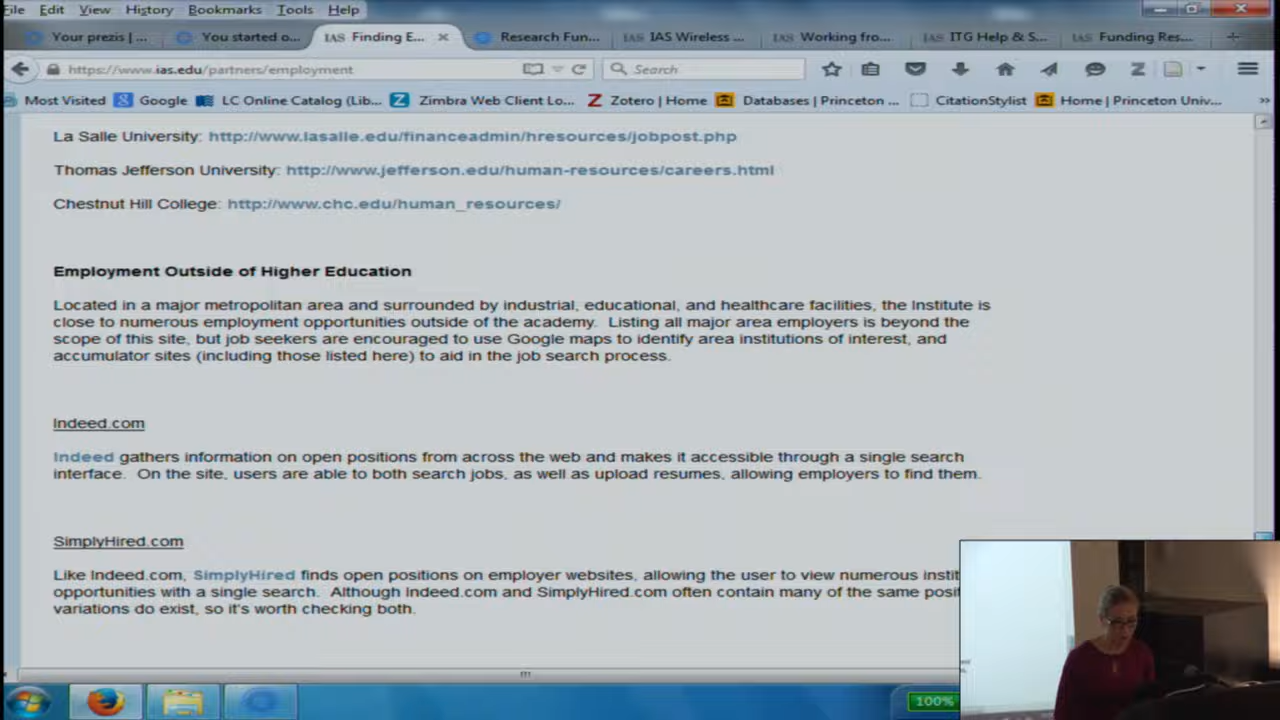 File Edit View History Bookmarks Tools Help
Your prezis | ... You started o... IAS Finding E... Research Fun... IAS IAS Wireless ... IAS Working fro... IAS ITG Help & S... IAS Funding Res...
https://www.ias.edu/partners/employment Search
Most Visited Google LC Online Catalog (Lib... Zimbra Web Client Lo... Zotero | Home Databases | Princeton ... CitationStylist Home | Princeton Univ...
La Salle University: http://www.lasalle.edu/financeadmin/hresources/jobpost.php
Thomas Jefferson University: http://www.jefferson.edu/human-resources/careers.html
Chestnut Hill College: http://www.chc.edu/human_resources/
Employment Outside of Higher Education
Located in a major metropolitan area and surrounded by industrial, educational, and healthcare facilities, the Institute is
close to numerous employment opportunities outside of the academy. Listing all major area employers is beyond the
scope of this site, but job seekers are encouraged to use Google maps to identify area institutions of interest, and
accumulator sites (including those listed here) to aid in the job search process.
Indeed.com
Indeed gathers information on open positions from across the web and makes it accessible through a single search
interface. On the site, users are able to both search jobs, as well as upload resumes, allowing employers to find them.
SimplyHired.com
Like Indeed.com, SimplyHired finds open positions on employer websites, allowing the user to view numerous instit
opportunities with a single search. Although Indeed.com and SimplyHired.com often contain many of the same posit
variations do exist, so it's worth checking both.
100%